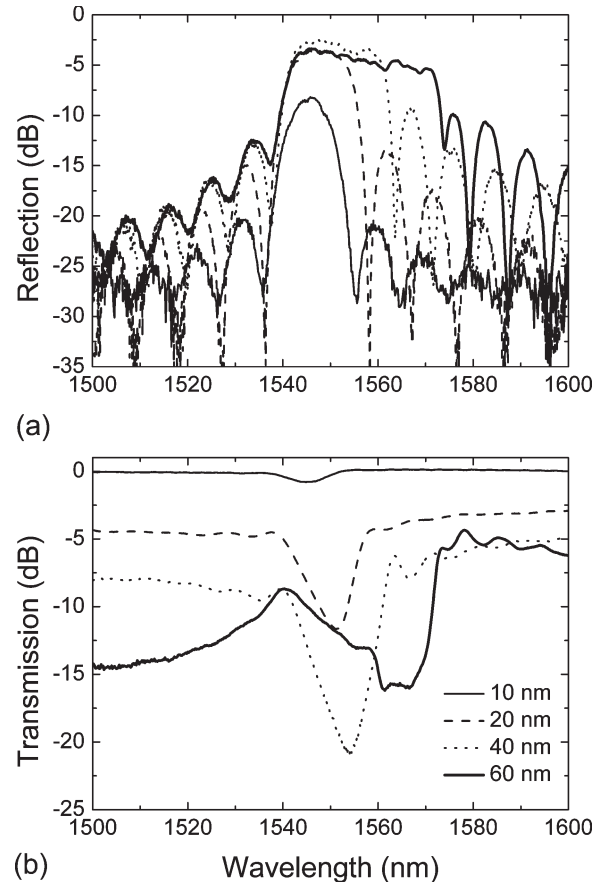 0
-5
-10
-15
-20
-25
-30
-35
Reflection (dB)
1500 1520 1540 1560 1580 1600
(a)
0
-5
-10
-15
-20
-25
Transmission (dB)
10 nm
20 nm
40 nm
60 nm
1500 1520 1540 1560 1580 1600
(b) Wavelength (nm)